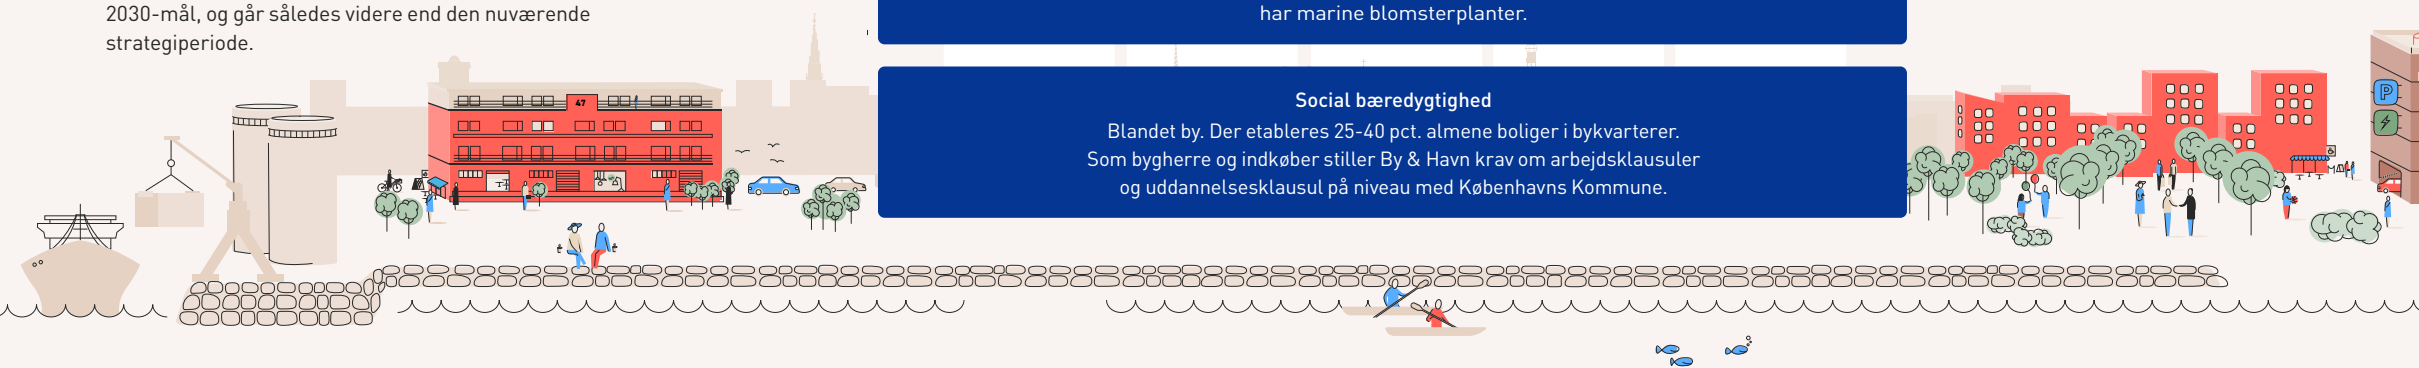 2030-mål, og går således videre end den nuværende
strategiperiode.
har marine blomsterplanter.
Social bæredygtighed
Blandet by. Der etableres 25-40 pct. almene boliger i bykvarterer.
Som bygherre og indkøber stiller By & Havn krav om arbejdsklausuler
og uddannelsesklausul på niveau med Københavns Kommune.
47
P